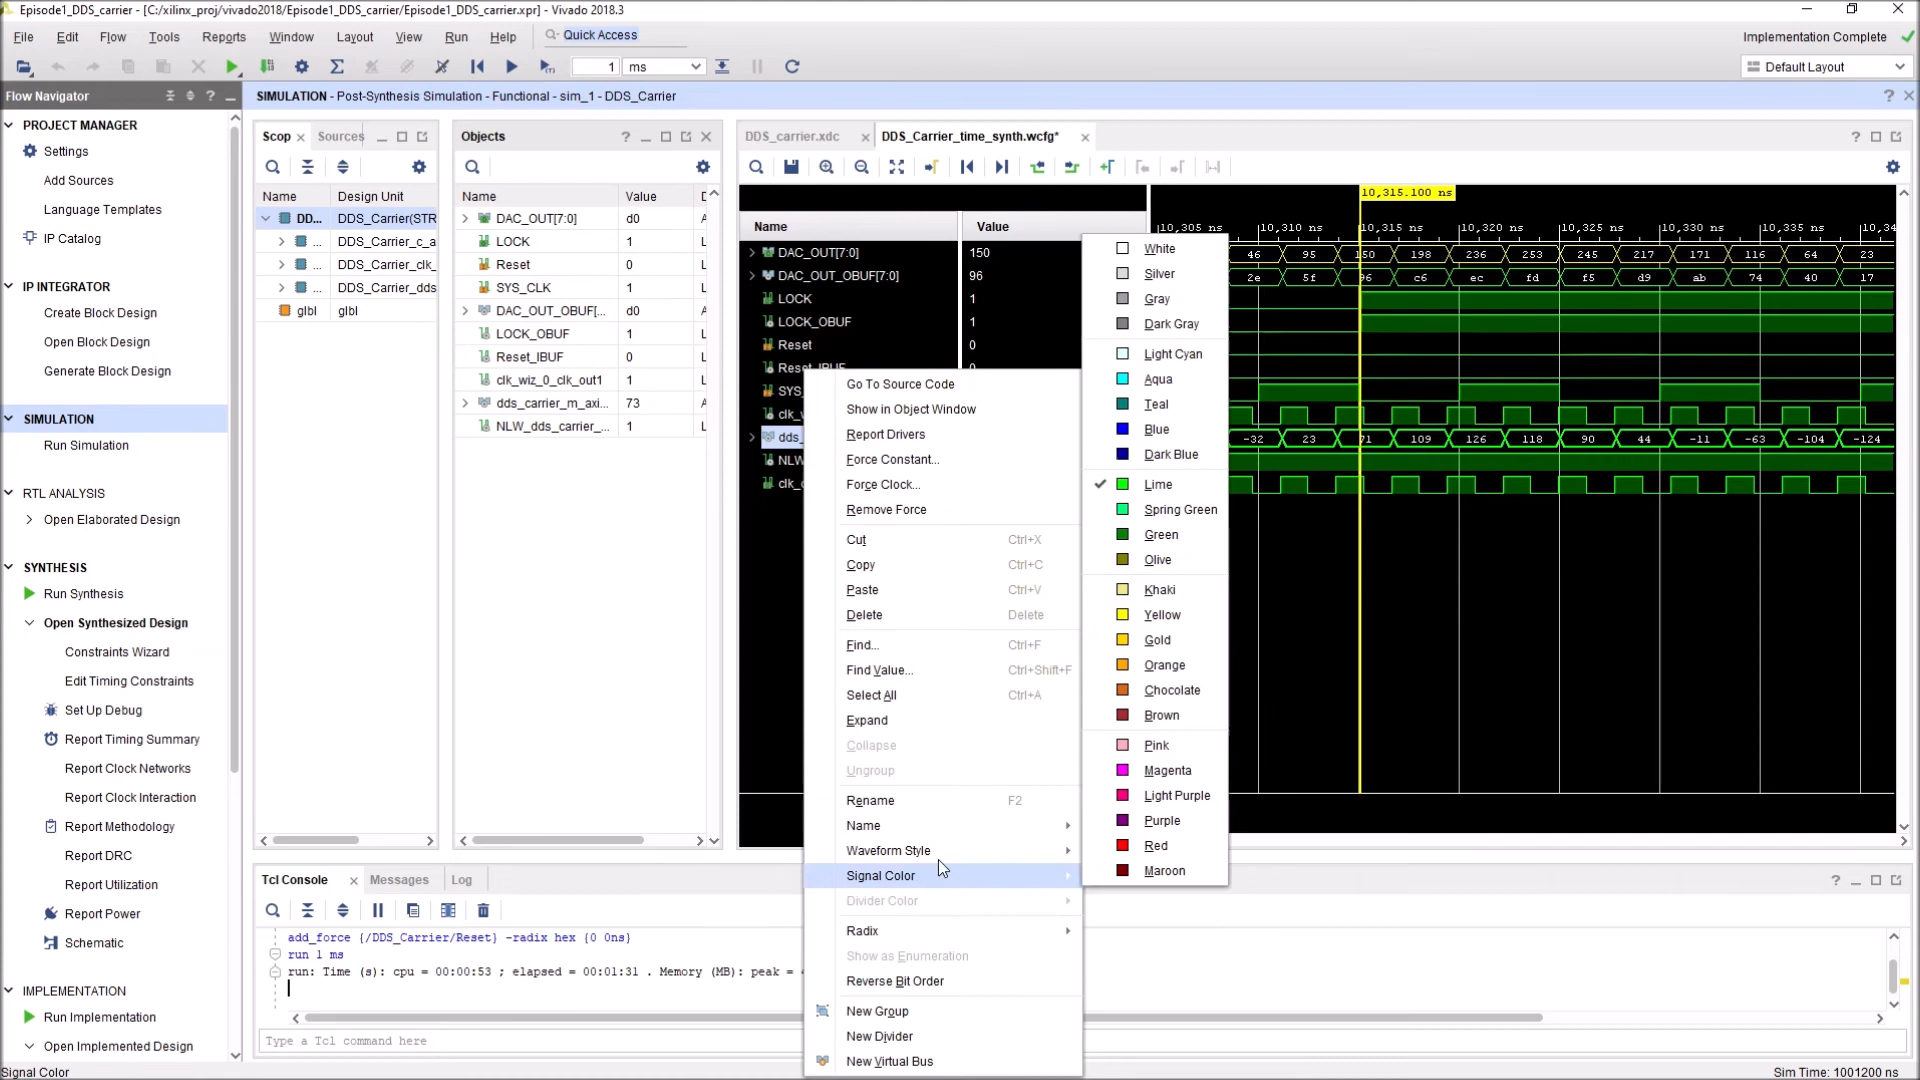 Episode1_DDS_carrier - [C:/xilinx_proj/vivado2018/Episode1_DDS_carrier/Episode1_DDS_carrier.xpr] - Vivado 2018.3
File Edit Flow Tools Reports Window Layout View Run Help Quick Access
Implementation Complete
1 ms
Default Layout
Flow Navigator
SIMULATION - Post-Synthesis Simulation - Functional - sim_1 - DDS_Carrier
PROJECT MANAGER
Settings
Add Sources
Language Templates
IP Catalog
IP INTEGRATOR
Create Block Design
Open Block Design
Generate Block Design
SIMULATION
Run Simulation
RTL ANALYSIS
Open Elaborated Design
SYNTHESIS
Run Synthesis
Open Synthesized Design
Constraints Wizard
Edit Timing Constraints
Set Up Debug
Report Timing Summary
Report Clock Networks
Report Clock Interaction
Report Methodology
Report DRC
Report Utilization
Report Power
Schematic
IMPLEMENTATION
Run Implementation
Open Implemented Design
Signal Color
Scop Sources
Name Design Unit
DD... DDS_Carrier(STR
... DDS_Carrier_c_a
... DDS_Carrier_clk_
... DDS_Carrier_dds
glbl glbl
Objects
Name Value
DAC_OUT[7:0] d0
LOCK 1
Reset 0
SYS_CLK 1
DAC_OUT_OBUF[... d0
LOCK_OBUF 1
Reset_IBUF 0
clk_wiz_0_clk_out1 1
dds_carrier_m_axi... 73
NLW_dds_carrier_... 1
DDS_carrier.xdc DDS_Carrier_time_synth.wcfg*
10,315.100 ns
Name Value
10,305 ns 10,310 ns 10,315 ns 10,320 ns 10,325 ns 10,330 ns 10,335 ns 10,34
DAC_OUT[7:0] 150
46 95 150 198 236 253 245 217 171 116 64 23
DAC_OUT_OBUF[7:0] 96
2e 5f 96 c6 ec fd f5 d9 ab 74 40 17
LOCK 1
LOCK_OBUF 1
Reset 0
Reset_IBUF 0
SYS_
clk_v
dds_
-32 23 71 109 126 118 90 44 -11 -63 -104 -124
NLW
clk_
Go To Source Code
Show in Object Window
Report Drivers
Force Constant...
Force Clock...
Remove Force
Cut Ctrl+X
Copy Ctrl+C
Paste Ctrl+V
Delete Delete
Find... Ctrl+F
Find Value... Ctrl+Shift+F
Select All Ctrl+A
Expand
Collapse
Ungroup
Rename F2
Name
Waveform Style
Signal Color
Divider Color
Radix
Show as Enumeration
Reverse Bit Order
New Group
New Divider
New Virtual Bus
White
Silver
Gray
Dark Gray
Light Cyan
Aqua
Teal
Blue
Dark Blue
Lime
Spring Green
Green
Olive
Khaki
Yellow
Gold
Orange
Chocolate
Brown
Pink
Magenta
Light Purple
Purple
Red
Maroon
Tcl Console Messages Log
add_force {/DDS_Carrier/Reset} -radix hex {0 0ns}
run 1 ms
run: Time (s): cpu = 00:00:53 ; elapsed = 00:01:31 . Memory (MB): peak =
Type a Tcl command here
Sim Time: 1001200 ns